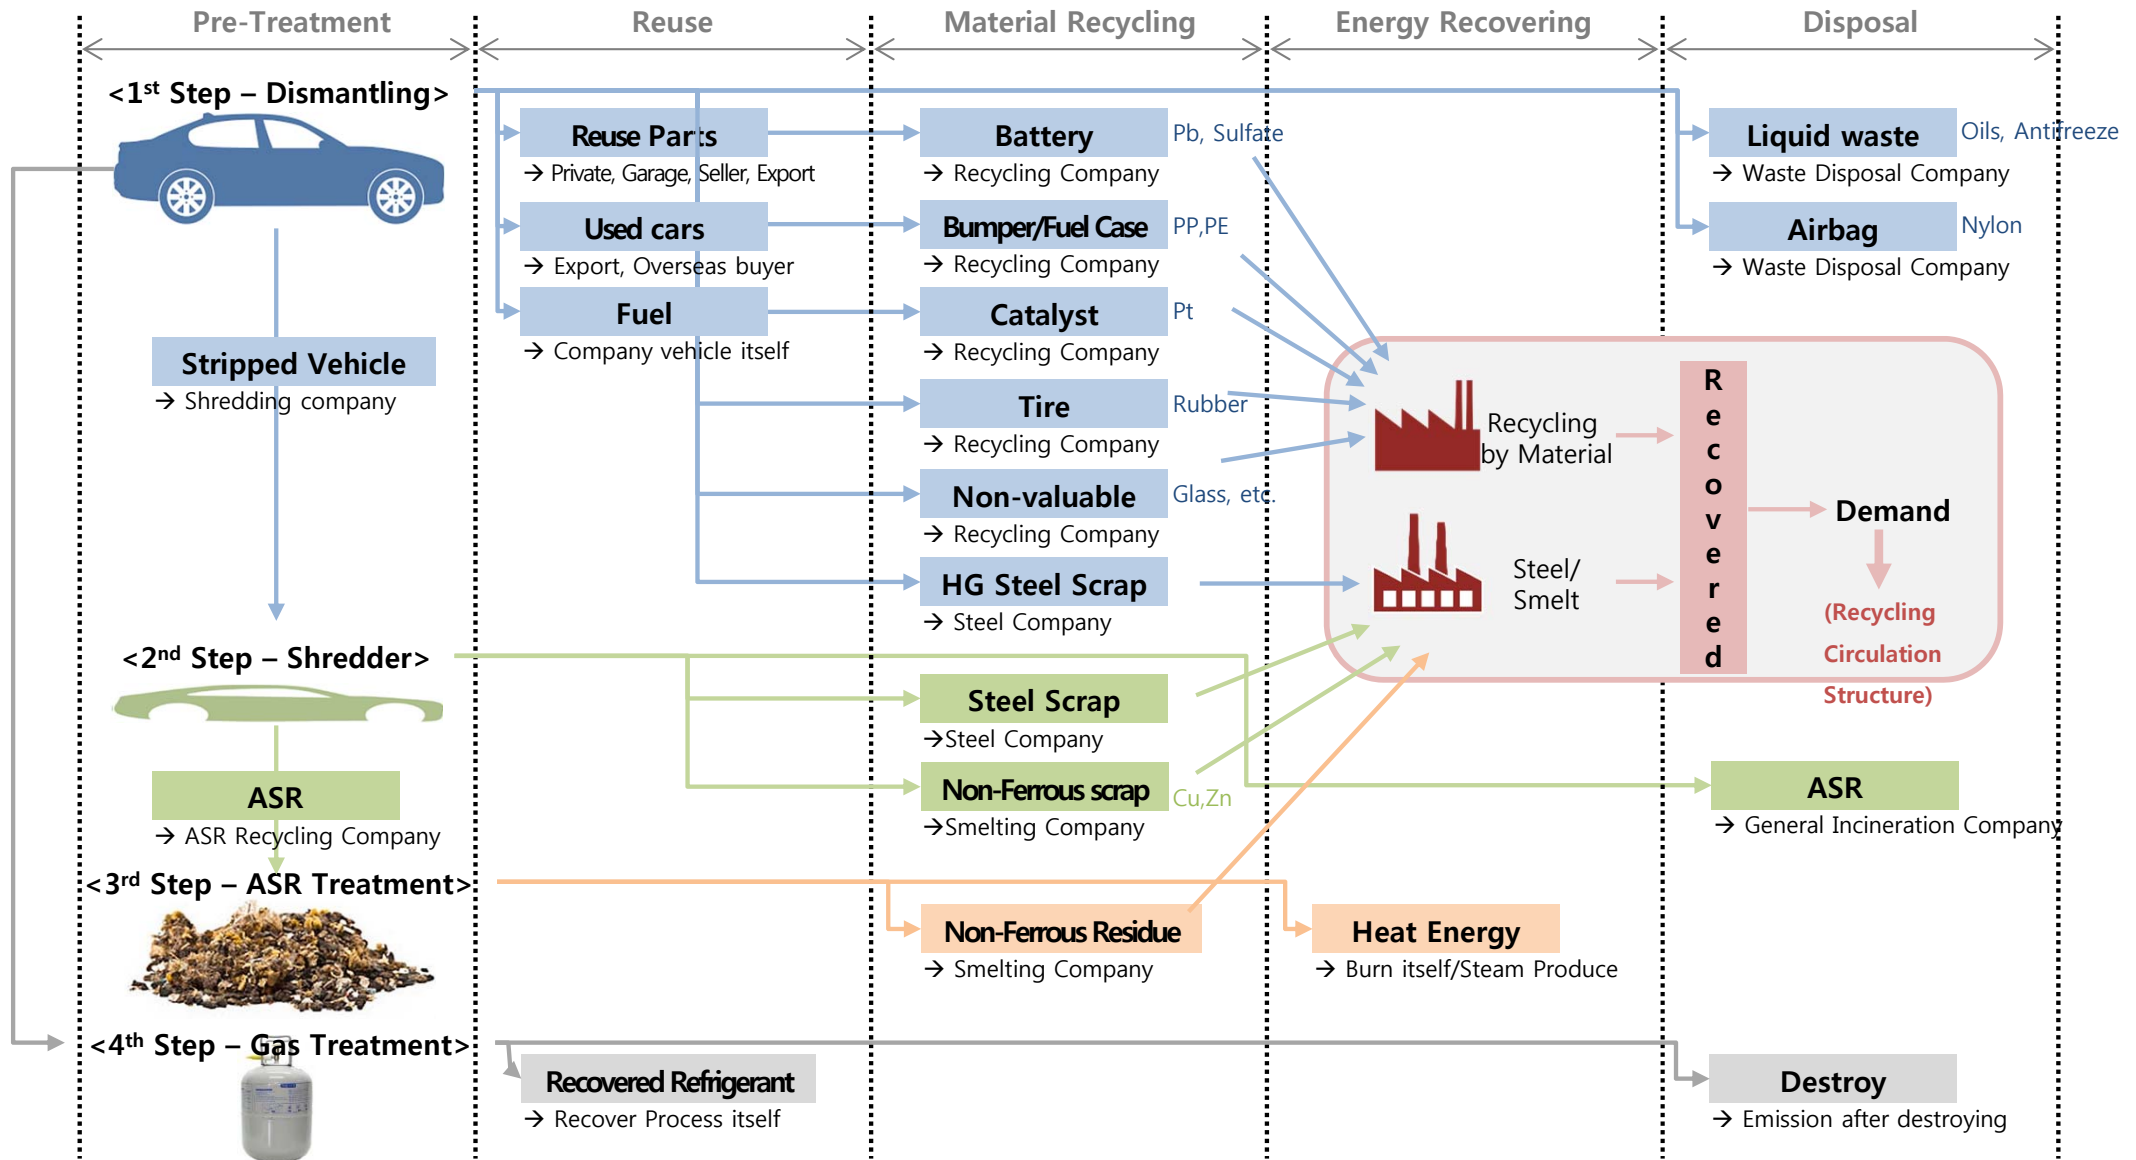 Pre-Treatment
Reuse
Material Recycling
Energy Recovering
Disposal
<1st Step – Dismantling>
Reuse Parts
→ Private, Garage, Seller, Export
Used cars
→ Export, Overseas buyer
Fuel
→ Company vehicle itself
Battery
Pb, Sulfate
→ Recycling Company
Bumper/Fuel Case
PP,PE
→ Recycling Company
Catalyst
Pt
→ Recycling Company
Tire
Rubber
→ Recycling Company
Non-valuable
Glass, etc.
→ Recycling Company
HG Steel Scrap
→ Steel Company
Liquid waste
Oils, Antifreeze
→ Waste Disposal Company
Airbag
Nylon
→ Waste Disposal Company
Stripped Vehicle
→ Shredding company
Recycling
by Material
Steel/
Smelt
Recovered
Demand
(Recycling
Circulation
Structure)
<2nd Step – Shredder>
Steel Scrap
→Steel Company
Non-Ferrous scrap
Cu,Zn
→Smelting Company
ASR
→ General Incineration Company
ASR
→ ASR Recycling Company
<3rd Step – ASR Treatment>
Non-Ferrous Residue
→ Smelting Company
Heat Energy
→ Burn itself/Steam Produce
<4th Step – Gas Treatment>
Recovered Refrigerant
→ Recover Process itself
Destroy
→ Emission after destroying